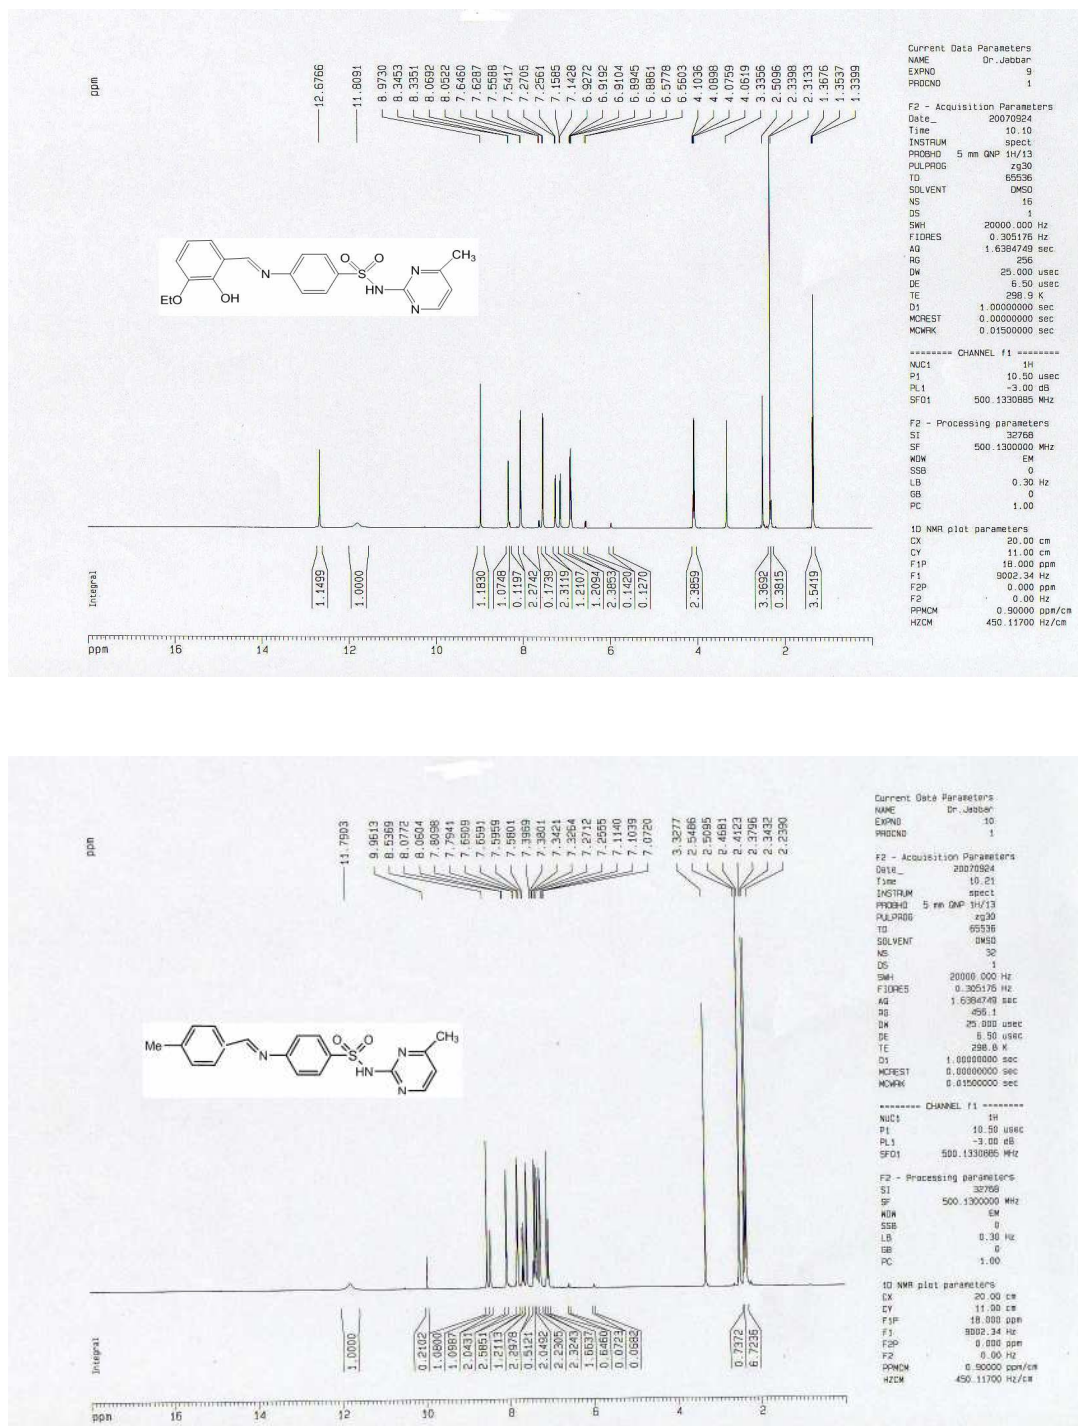 ppm
12.6766
11.8091
8.9730
8.3453
8.3351
8.0692
8.0522
7.6460
7.6287
7.5588
7.5417
7.2705
7.2561
7.1585
7.1428
6.9272
6.9192
6.9104
6.8945
6.8861
6.5778
6.5603
4.1036
4.0898
4.0759
4.0619
3.3356
2.5096
2.3398
2.3133
1.3676
1.3537
1.3399
Current Data Parameters
NAME Dr.Jabbar
EXPNO 9
PROCNO 1
F2 - Acquisition Parameters
Date_ 20070924
Time 10.10
INSTRUM spect
PROBHD 5 mm QNP 1H/13
PULPROG zg30
TD 65536
SOLVENT DMSO
NS 16
DS 1
SWH 20000.000 Hz
FIDRES 0.305176 Hz
AQ 1.6384749 sec
RG 256
DW 25.000 usec
DE 6.50 usec
TE 298.9 K
D1 1.00000000 sec
MCREST 0.00000000 sec
MCWRK 0.01500000 sec
======== CHANNEL f1 ========
NUC1 1H
P1 10.50 usec
PL1 -3.00 dB
SFO1 500.1330885 MHz
F2 - Processing parameters
SI 32768
SF 500.1300000 MHz
WDW EM
SSB 0
LB 0.30 Hz
GB 0
PC 1.00
1D NMR plot parameters
CX 20.00 cm
CY 11.00 cm
F1P 18.000 ppm
F1 9002.34 Hz
F2P 0.000 ppm
F2 0.00 Hz
PPMCM 0.90000 ppm/cm
HZCM 450.11700 Hz/cm
EtO OH N S O O HN N N CH3
Integral
1.1499
1.0000
1.1830
1.0748
0.1197
2.2742
0.1739
2.3119
1.2107
1.2094
2.3853
0.1420
0.1270
2.3859
3.3692
0.3815
3.5419
ppm 16 14 12 10 8 6 4 2
ppm
11.7903
9.9613
8.5369
8.0772
8.0604
7.8098
7.7941
7.6909
7.6591
7.5959
7.5801
7.3969
7.3801
7.3421
7.3264
7.2712
7.2555
7.1140
7.1039
7.0720
3.3277
2.5486
2.5095
2.4681
2.4123
2.3796
2.3432
2.2390
Current Data Parameters
NAME Dr.Jabbar
EXPNO 10
PROCNO 1
F2 - Acquisition Parameters
Date_ 20070924
Time 10.21
INSTRUM spect
PROBHD 5 mm QNP 1H/13
PULPROG zg30
TD 65536
SOLVENT DMSO
NS 32
DS 1
SWH 20000.000 Hz
FIDRES 0.305176 Hz
AQ 1.6384749 sec
RG 456.1
DW 25.000 usec
DE 6.50 usec
TE 298.8 K
D1 1.00000000 sec
MCREST 0.00000000 sec
MCWRK 0.01500000 sec
======== CHANNEL f1 ========
NUC1 1H
P1 10.50 usec
PL1 -3.00 dB
SFO1 500.1330885 MHz
F2 - Processing parameters
SI 32768
SF 500.1300000 MHz
WDW EM
SSB 0
LB 0.30 Hz
GB 0
PC 1.00
1D NMR plot parameters
CX 20.00 cm
CY 11.00 cm
F1P 18.000 ppm
F1 9002.34 Hz
F2P 0.000 ppm
F2 0.00 Hz
PPMCM 0.90000 ppm/cm
HZCM 450.11700 Hz/cm
Me N S O O HN N N CH3
Integral
1.0000
0.2102
1.0800
1.0987
2.0431
2.5851
1.2113
2.2978
0.5121
2.0492
2.2305
2.3243
1.6637
0.6460
0.0723
0.0682
0.7372
6.7236
ppm 16 14 12 10 8 6 4 2